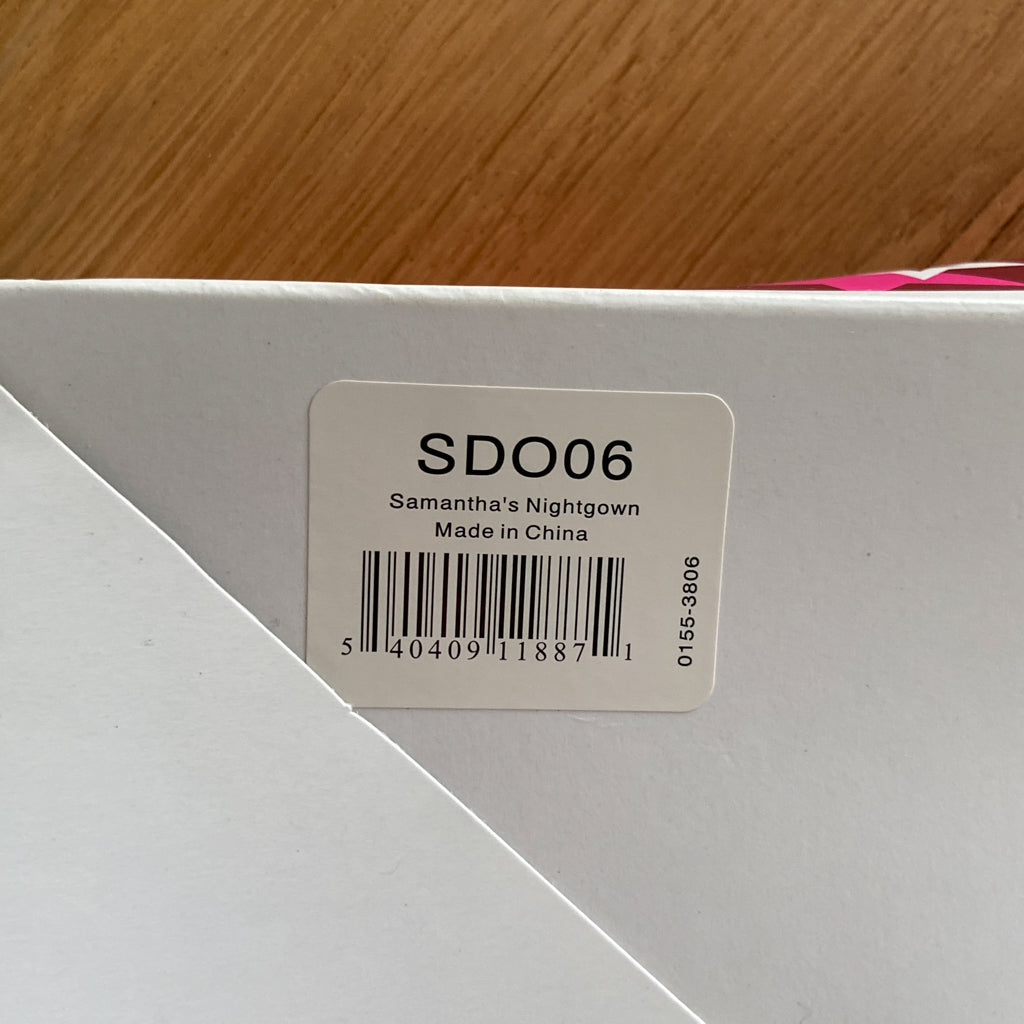 SDO06
Samantha's Nightgown
Made in China
5 40409 11887 1
0155-3806